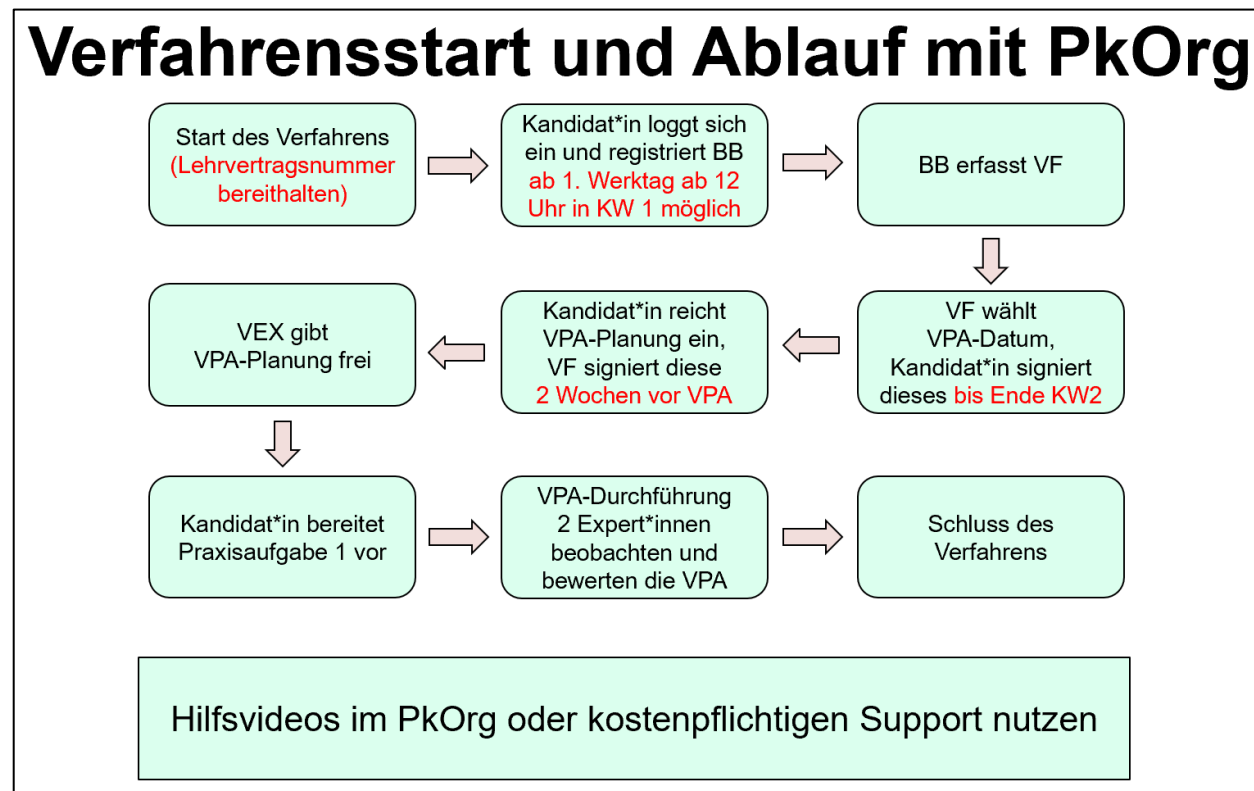 Verfahrensstart und Ablauf mit PkOrg
Start des Verfahrens
(Lehrvertragsnummer
bereithalten)
Kandidat*in loggt sich
ein und registriert BB
ab 1. Werktag ab 12
Uhr in KW 1 möglich
BB erfasst VF
VF wählt
VPA-Datum,
Kandidat*in signiert
dieses bis Ende KW2
Kandidat*in reicht
VPA-Planung ein,
VF signiert diese
2 Wochen vor VPA
VEX gibt
VPA-Planung frei
Kandidat*in bereitet
Praxisaufgabe 1 vor
VPA-Durchführung
2 Expert*innen
beobachten und
bewerten die VPA
Schluss des
Verfahrens
Hilfsvideos im PkOrg oder kostenpflichtigen Support nutzen